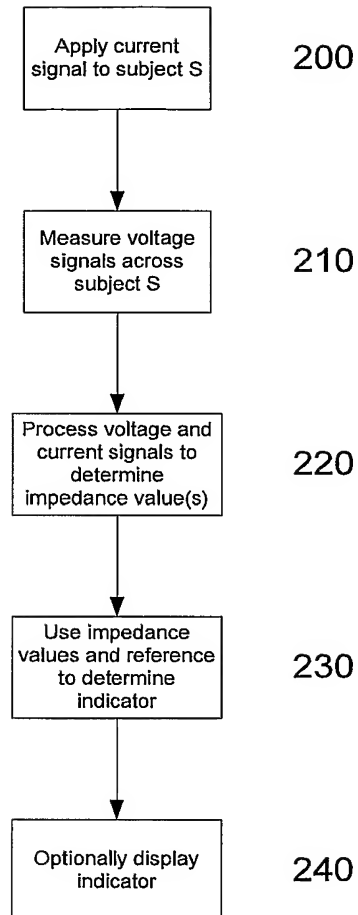 Apply current
signal to subject S
200
Measure voltage
signals across
subject S
210
Process voltage and
current signals to
determine
impedance value(s)
220
Use impedance
values and reference
to determine
indicator
230
Optionally display
indicator
240